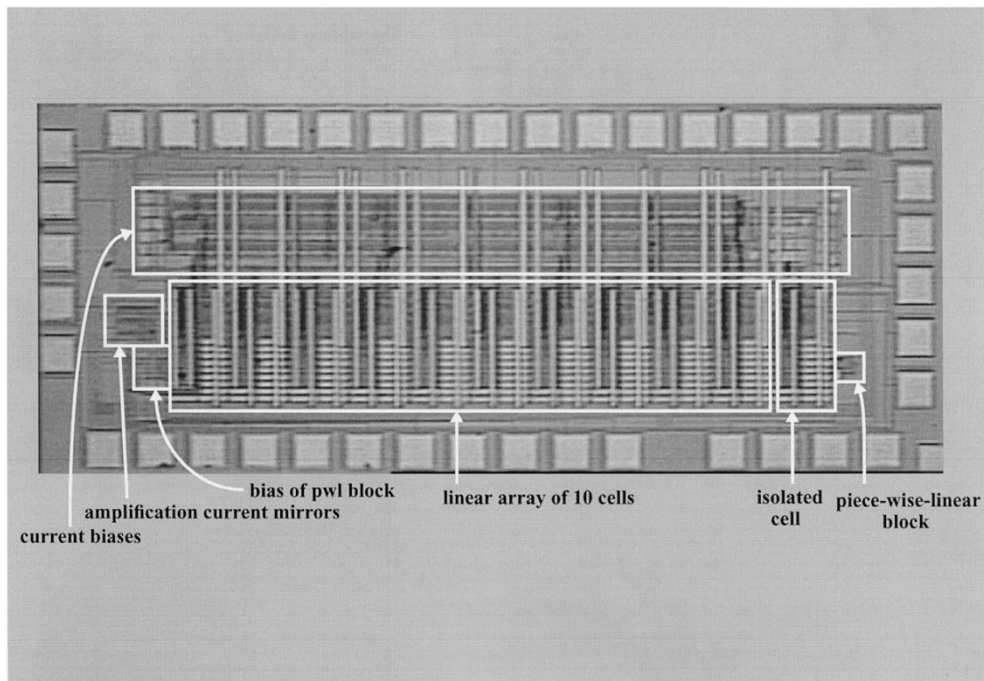 bias of pwl block
linear array of 10 cells
isolated
cell
piece-wise-linear
block
amplification current mirrors
current biases